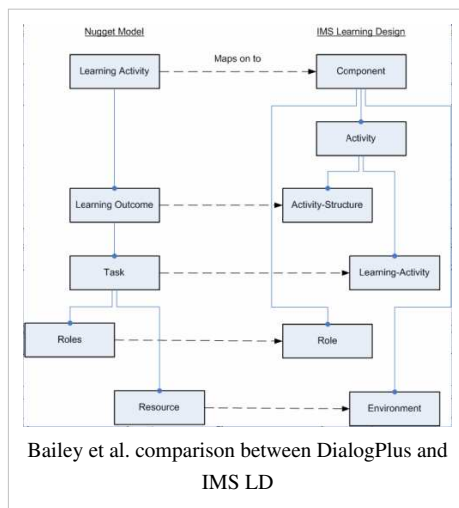 Nugget Model
IMS Learning Design
Learning Activity
Maps on to
Component
Activity
Learning Outcome
Activity-Structure
Task
Learning-Activity
Roles
Role
Resource
Environment
Bailey et al. comparison between DialogPlus and
IMS LD